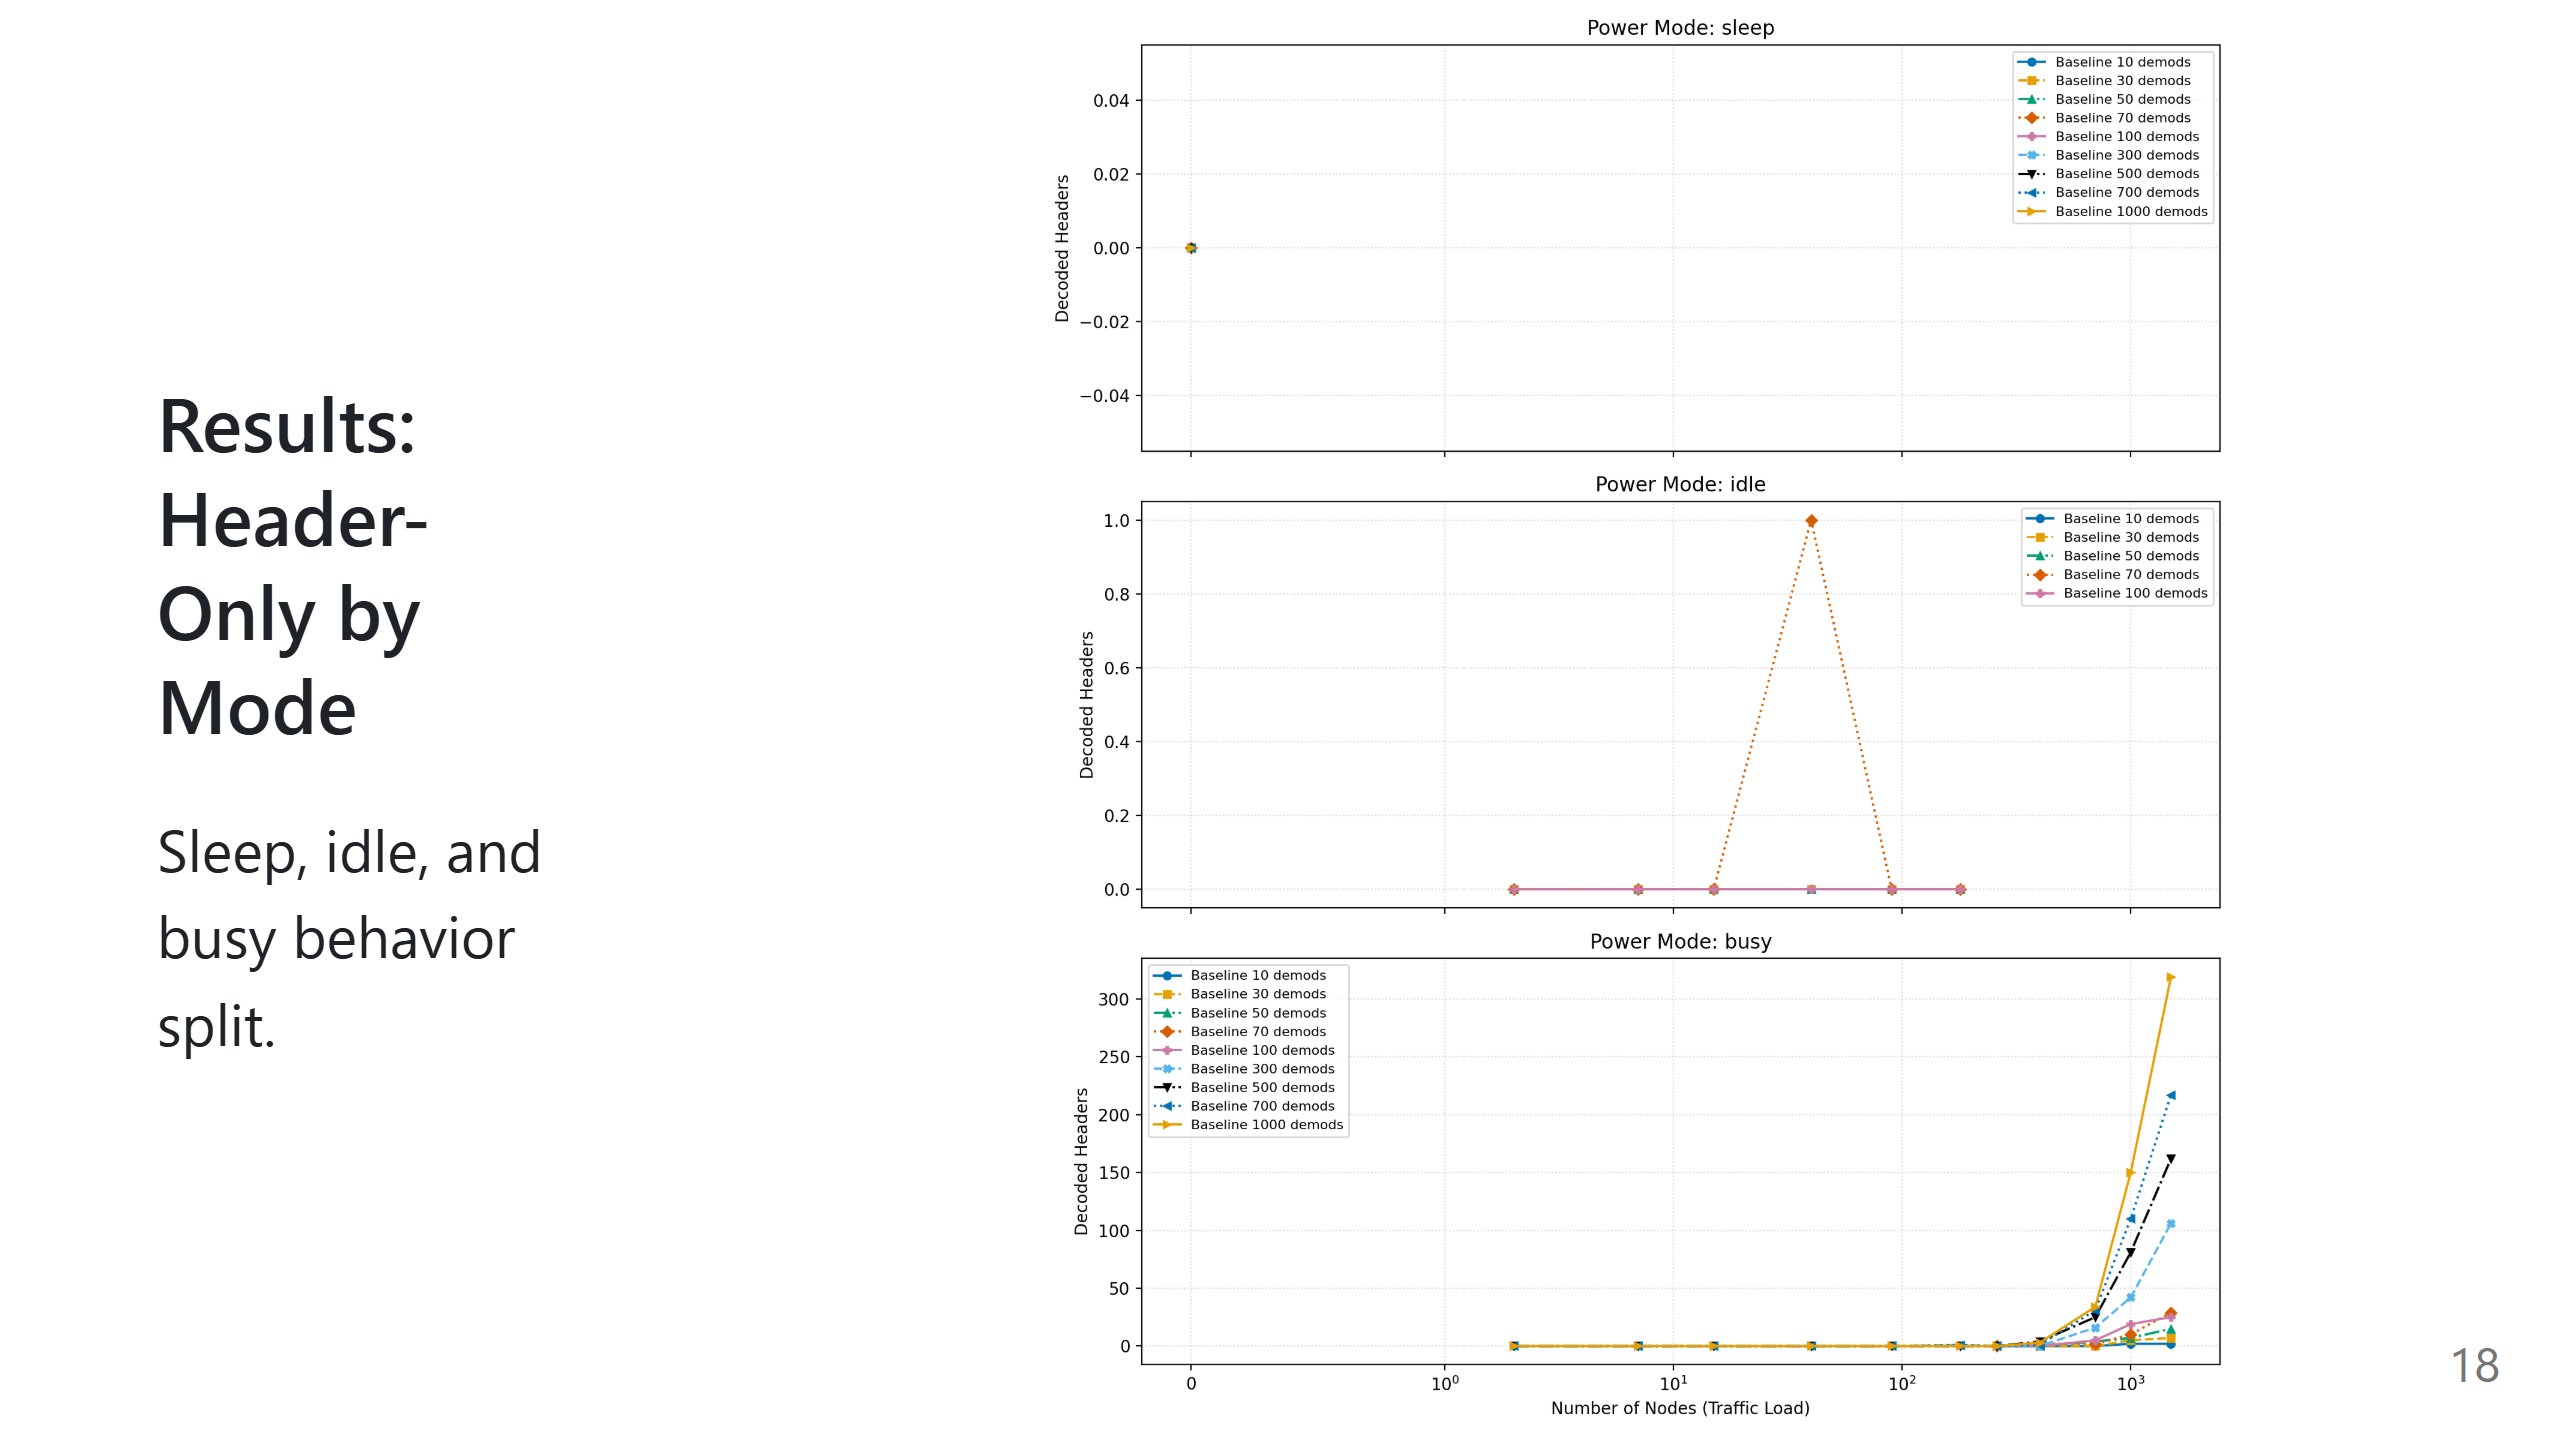 Results:
Header-
Only by
Mode
Sleep, idle, and
busy behavior
split.
Power Mode: sleep
Decoded Headers
0.04
0.02
0.00
−0.02
−0.04
Baseline 10 demods
Baseline 30 demods
Baseline 50 demods
Baseline 70 demods
Baseline 100 demods
Baseline 300 demods
Baseline 500 demods
Baseline 700 demods
Baseline 1000 demods
Power Mode: idle
Decoded Headers
1.0
0.8
0.6
0.4
0.2
0.0
Baseline 10 demods
Baseline 30 demods
Baseline 50 demods
Baseline 70 demods
Baseline 100 demods
Power Mode: busy
Decoded Headers
300
250
200
150
100
50
0
Baseline 10 demods
Baseline 30 demods
Baseline 50 demods
Baseline 70 demods
Baseline 100 demods
Baseline 300 demods
Baseline 500 demods
Baseline 700 demods
Baseline 1000 demods
0 10⁰ 10¹ 10² 10³
Number of Nodes (Traffic Load)
18